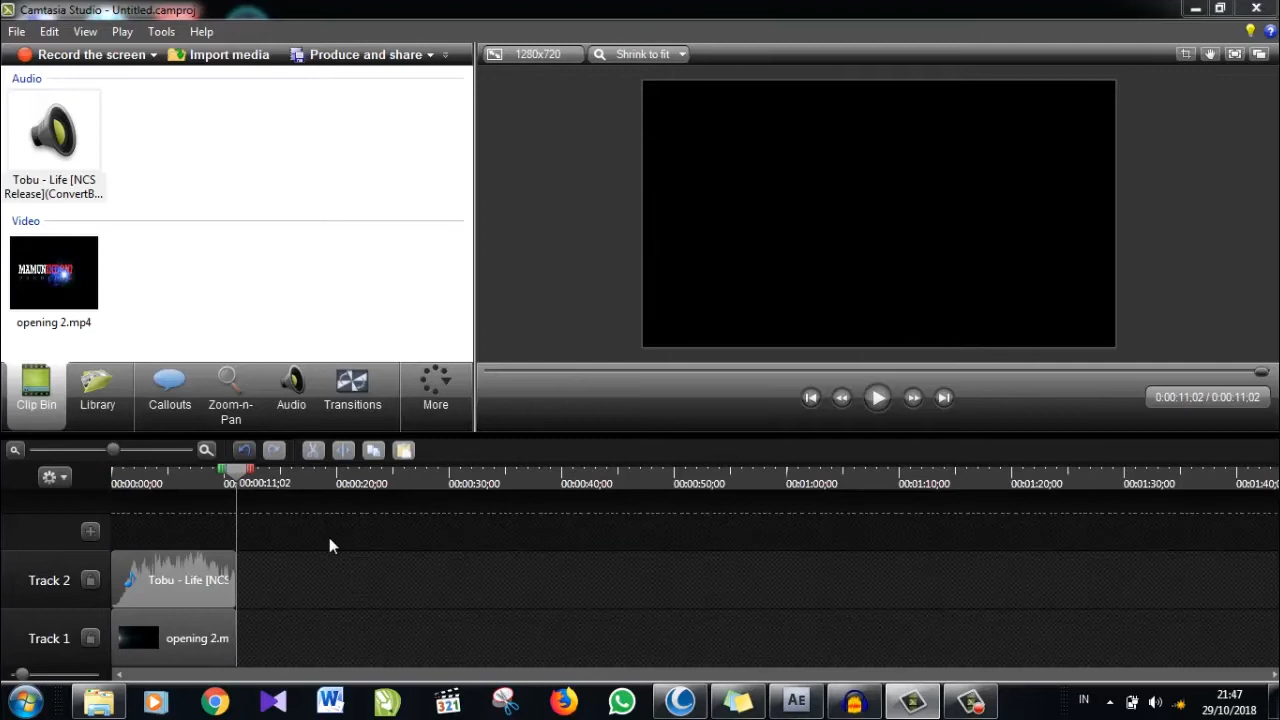 Camtasia Studio - Untitled.camproj
File Edit View Play Tools Help
Record the screen Import media Produce and share
1280x720 Shrink to fit
Audio
Tobu - Life [NCS
Release](ConvertB...
Video
opening 2.mp4
Clip Bin Library Callouts Zoom-n-
Pan Audio Transitions More
0:00:11;02 / 0:00:11;02
00:00:00;00 00: 00:00:11;02 00:00:20;00 00:00:30;00 00:00:40;00 00:00:50;00 00:01:00;00 00:01:10;00 00:01:20;00 00:01:30;00 00:01:40;
Track 2 Tobu - Life [NCS
Track 1 opening 2.m
IN 21:47
29/10/2018